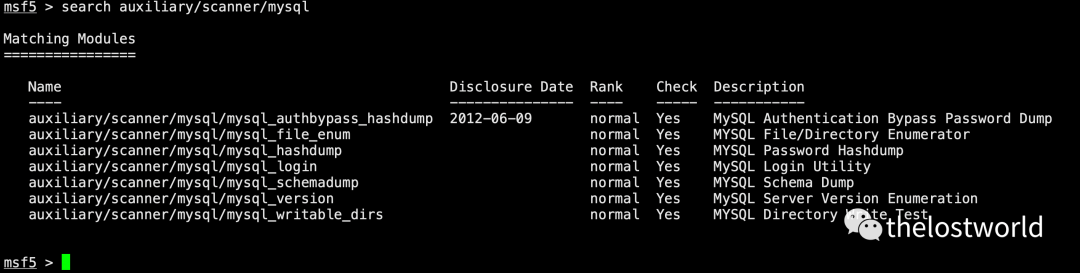 msf5 > search auxiliary/scanner/mysql
Matching Modules
================
Name Disclosure Date Rank Check Description
---- --------------- ---- ----- -----------
auxiliary/scanner/mysql/mysql_authbypass_hashdump 2012-06-09 normal Yes MySQL Authentication Bypass Password Dump
auxiliary/scanner/mysql/mysql_file_enum normal Yes MYSQL File/Directory Enumerator
auxiliary/scanner/mysql/mysql_hashdump normal Yes MYSQL Password Hashdump
auxiliary/scanner/mysql/mysql_login normal Yes MySQL Login Utility
auxiliary/scanner/mysql/mysql_schemadump normal Yes MYSQL Schema Dump
auxiliary/scanner/mysql/mysql_version normal Yes MySQL Server Version Enumeration
auxiliary/scanner/mysql/mysql_writable_dirs normal Yes MYSQL Directory Write Test
thelostworld
msf5 >